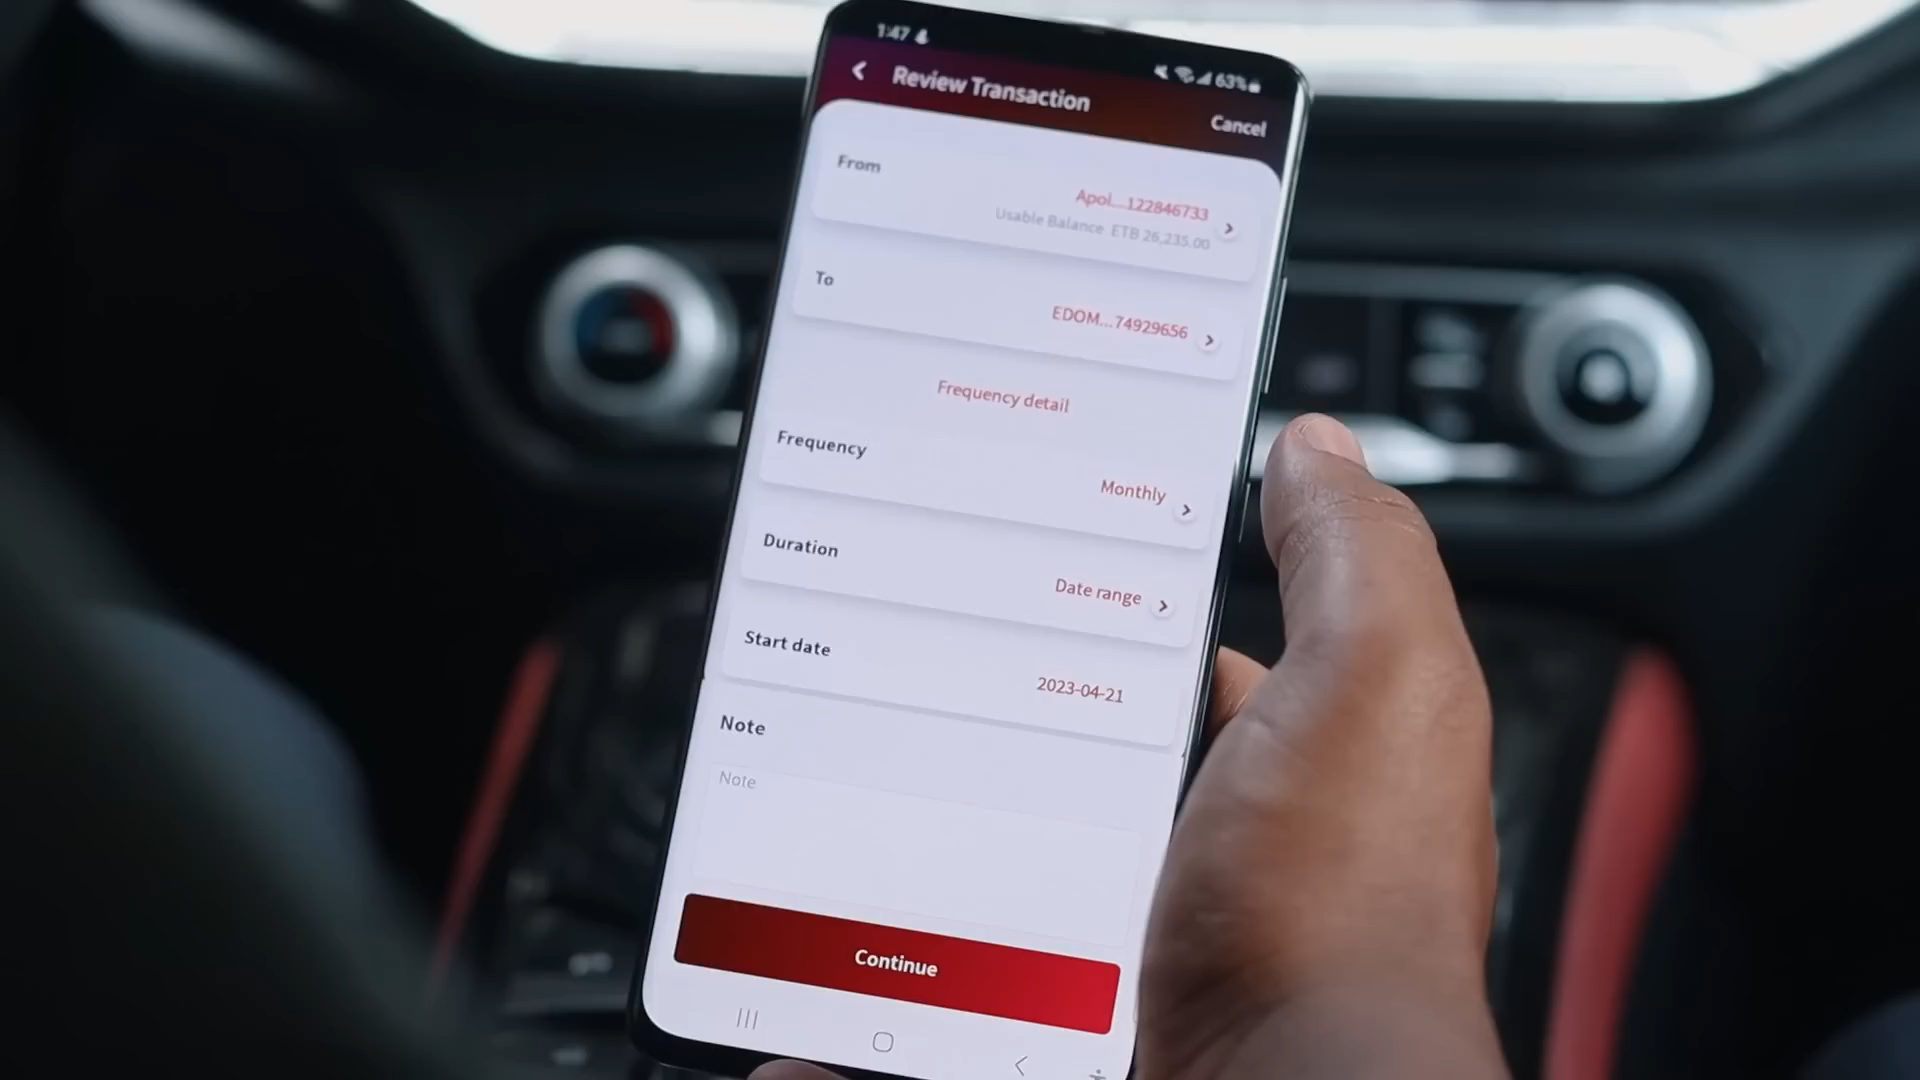 1:47
63%
Review Transaction
Cancel
From
Apol...122846733
Usable Balance ETB 26,235.00
To
EDOM...74929656
Frequency detail
Frequency
Monthly
Duration
Date range
Start date
2023-04-21
Note
Note
Continue